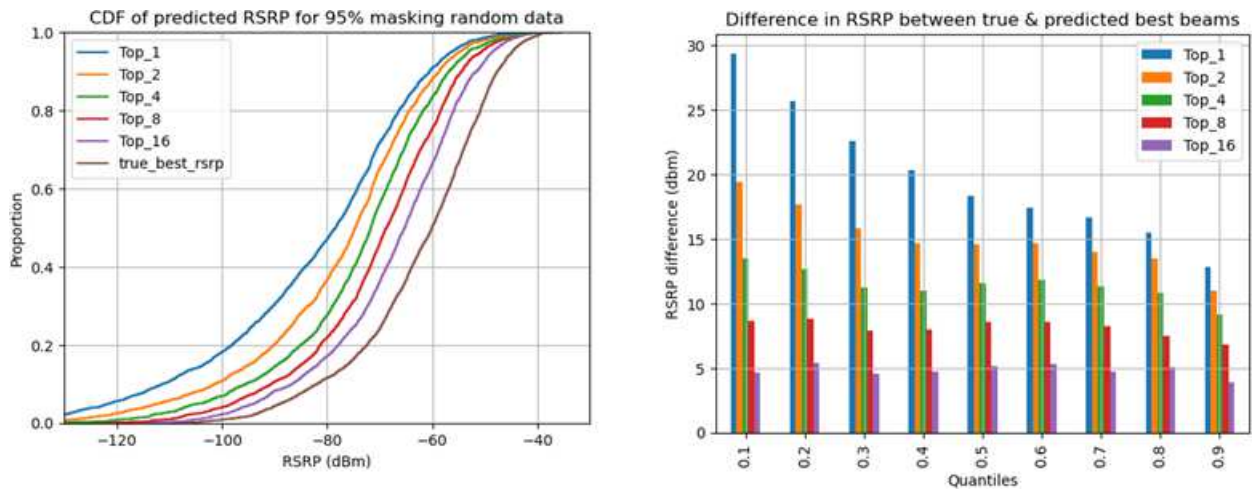 CDF of predicted RSRP for 95% masking random data
1.0
0.8
0.6
0.4
0.2
0.0
Proportion
Top_1
Top_2
Top_4
Top_8
Top_16
true_best_rsrp
−120 −100 −80 −60 −40
RSRP (dBm)
Difference in RSRP between true & predicted best beams
30
25
20
15
10
5
0
RSRP difference (dbm)
Top_1
Top_2
Top_4
Top_8
Top_16
0.1 0.2 0.3 0.4 0.5 0.6 0.7 0.8 0.9
Quantiles